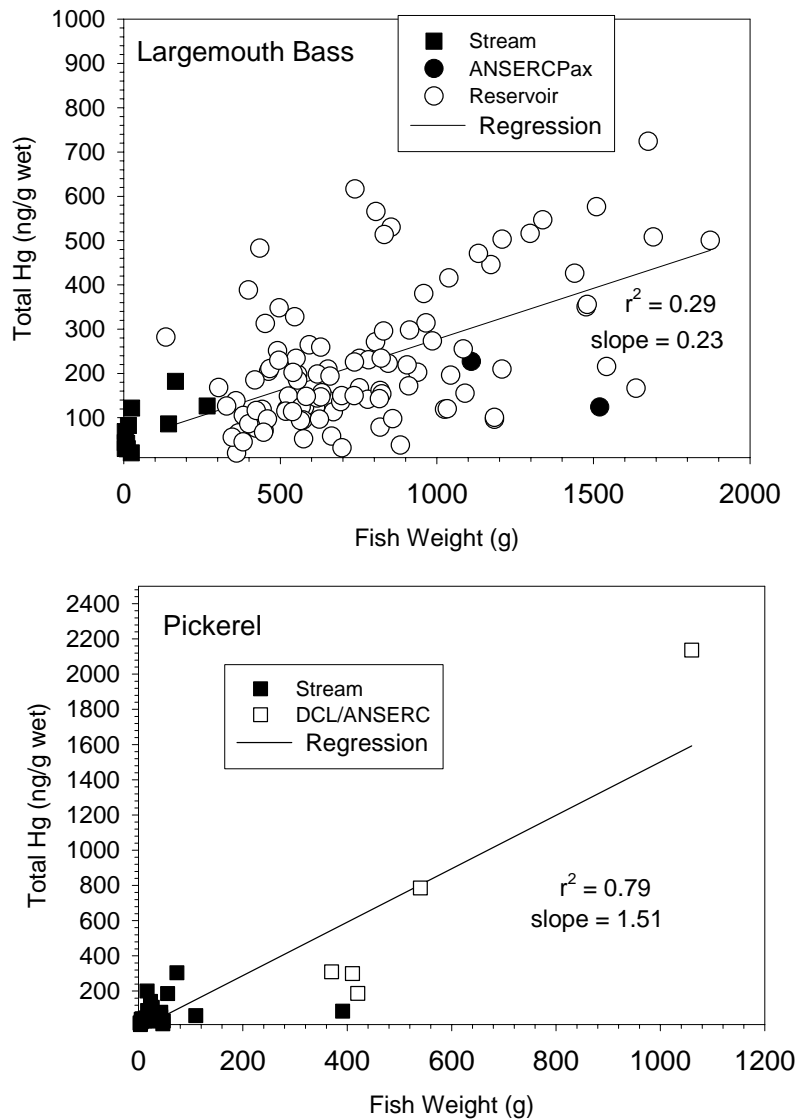 1000
900
800
700
600
500
400
300
200
100
Total Hg (ng/g wet)
Largemouth Bass
Stream
ANSERCPax
Reservoir
Regression
r² = 0.29
slope = 0.23
0 500 1000 1500 2000
Fish Weight (g)
2400
2200
2000
1800
1600
1400
1200
1000
800
600
400
200
Total Hg (ng/g wet)
Pickerel
Stream
DCL/ANSERC
Regression
r² = 0.79
slope = 1.51
0 200 400 600 800 1000 1200
Fish Weight (g)